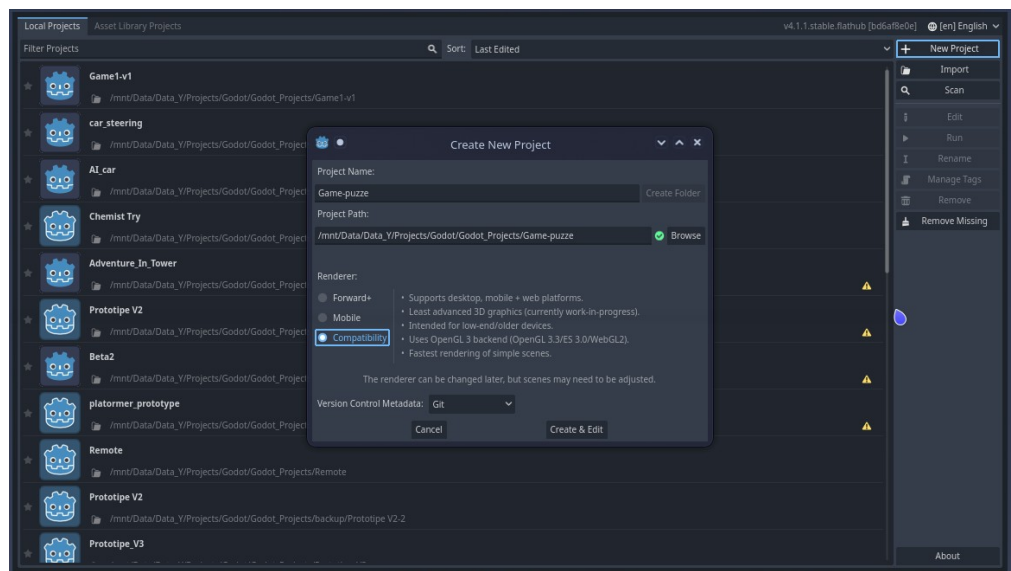 Local Projects Asset Library Projects v4.1.1.stable.flathub [bd6af8e0e] [en] English
Filter Projects Sort: Last Edited
New Project
Import
Scan
Edit
Run
Rename
Manage Tags
Remove
Remove Missing
About
Game1-v1
/mnt/Data/Data_Y/Projects/Godot/Godot_Projects/Game1-v1
car_steering
/mnt/Data/Data_Y/Projects/Godot/Godot_Project
AI_car
/mnt/Data/Data_Y/Projects/Godot/Godot_Project
Chemist Try
/mnt/Data/Data_Y/Projects/Godot/Godot_Project
Adventure_In_Tower
/mnt/Data/Data_Y/Projects/Godot/Godot_Project
Prototipe V2
/mnt/Data/Data_Y/Projects/Godot/Godot_Project
Beta2
/mnt/Data/Data_Y/Projects/Godot/Godot_Project
platormer_prototype
/mnt/Data/Data_Y/Projects/Godot/Godot_Project
Remote
/mnt/Data/Data_Y/Projects/Godot/Godot_Projects/Remote
Prototipe V2
/mnt/Data/Data_Y/Projects/Godot/Godot_Projects/backup/Prototipe V2-2
Prototipe_V3
Create New Project
Project Name:
Game-puzze Create Folder
Project Path:
/mnt/Data/Data_Y/Projects/Godot/Godot_Projects/Game-puzze Browse
Renderer:
Forward+
Mobile
Compatibility
• Supports desktop, mobile + web platforms.
• Least advanced 3D graphics (currently work-in-progress).
• Intended for low-end/older devices.
• Uses OpenGL 3 backend (OpenGL 3.3/ES 3.0/WebGL2).
• Fastest rendering of simple scenes.
The renderer can be changed later, but scenes may need to be adjusted.
Version Control Metadata: Git
Cancel Create & Edit